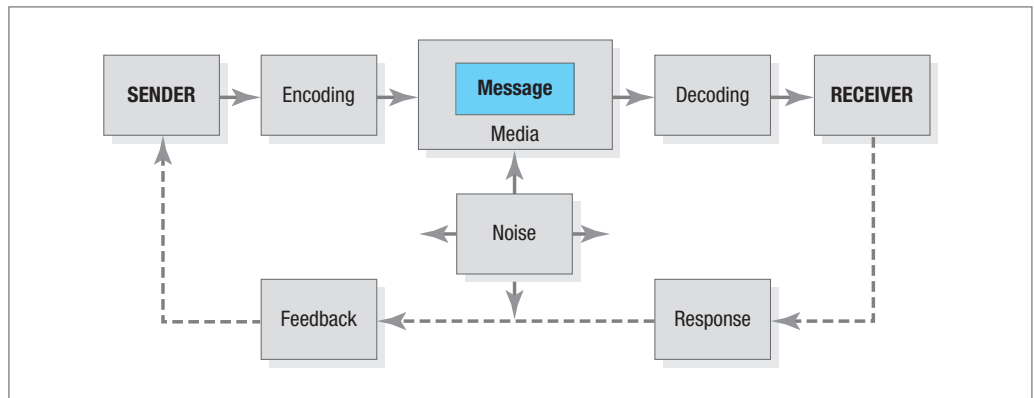 SENDER
Encoding
Message
Media
Decoding
RECEIVER
Noise
Feedback
Response